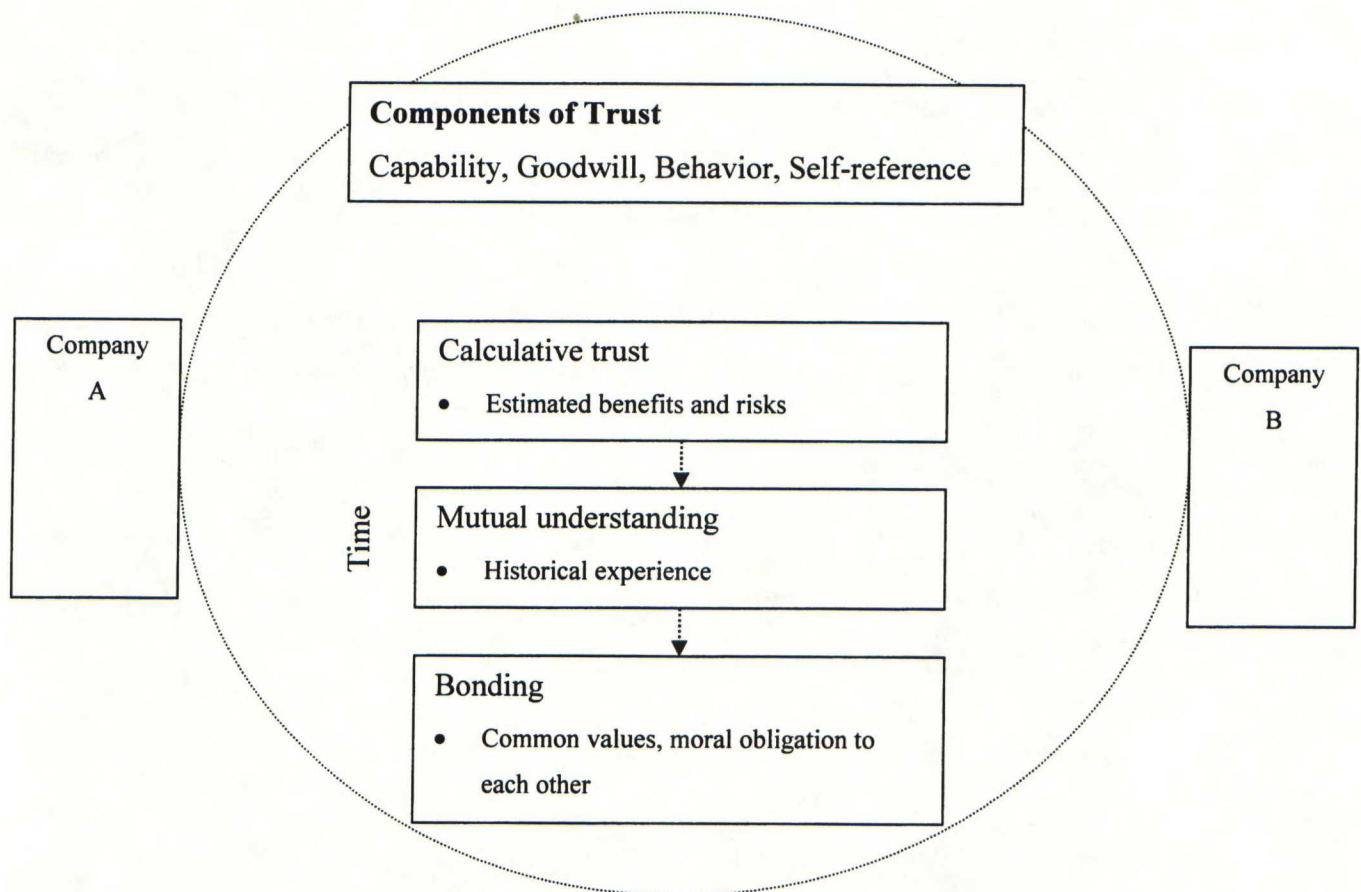 Components of Trust
Capability, Goodwill, Behavior, Self-reference
Company
A
Calculative trust
• Estimated benefits and risks
Company
B
Time
Mutual understanding
• Historical experience
Bonding
• Common values, moral obligation to
each other